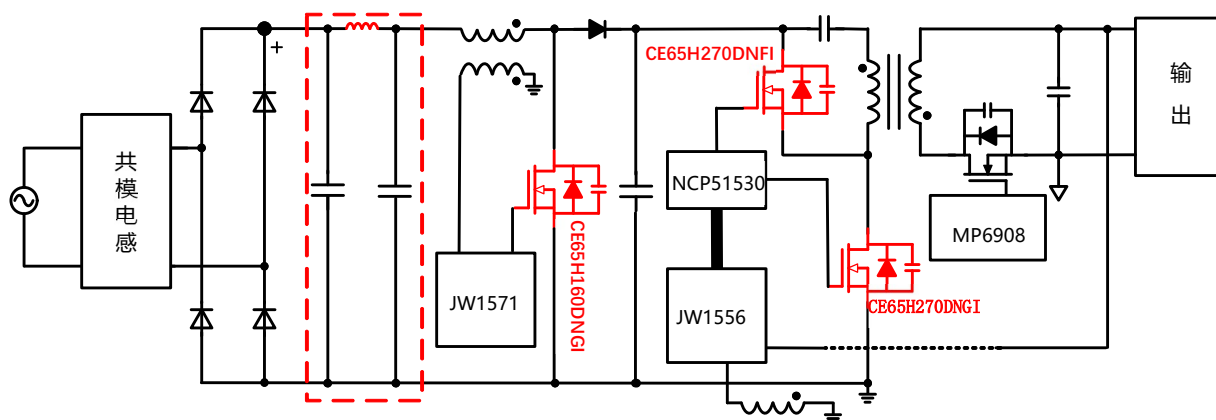 共模电感
+
JW1571
CE65H160DNGI
CE65H270DNFI
NCP51530
JW1556
CE65H270DNGI
MP6908
输出